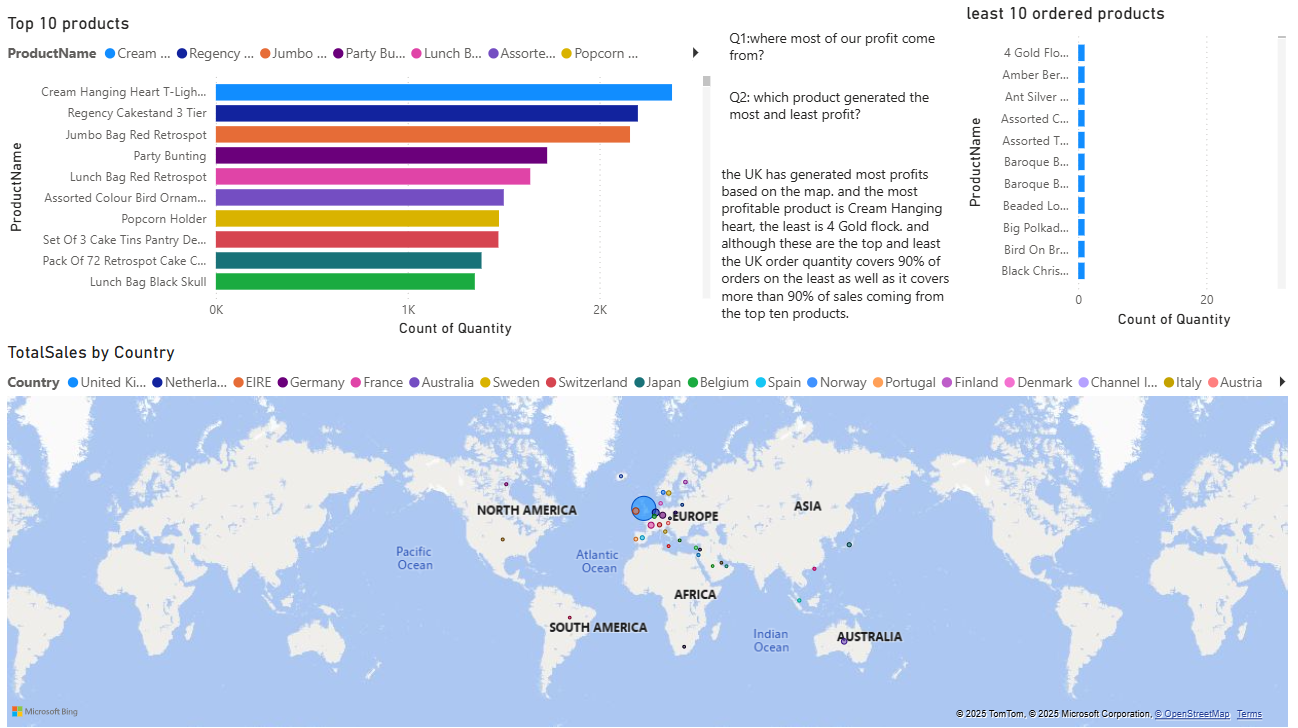 Top 10 products
ProductName Cream ... Regency ... Jumbo ... Party Bu... Lunch B... Assorte... Popcorn ...
ProductName
Cream Hanging Heart T-Ligh...
Regency Cakestand 3 Tier
Jumbo Bag Red Retrospot
Party Bunting
Lunch Bag Red Retrospot
Assorted Colour Bird Ornam...
Popcorn Holder
Set Of 3 Cake Tins Pantry De...
Pack Of 72 Retrospot Cake C...
Lunch Bag Black Skull
0K 1K 2K
Count of Quantity
Q1:where most of our profit come
from?
Q2: which product generated the
most and least profit?
the UK has generated most profits
based on the map. and the most
profitable product is Cream Hanging
heart, the least is 4 Gold flock. and
although these are the top and least
the UK order quantity covers 90% of
orders on the least as well as it covers
more than 90% of sales coming from
the top ten products.
least 10 ordered products
ProductName
4 Gold Flo...
Amber Ber...
Ant Silver ...
Assorted C...
Assorted T...
Baroque B...
Baroque B...
Beaded Lo...
Big Polkad...
Bird On Br...
Black Chris...
0 20
Count of Quantity
TotalSales by Country
Country United Ki... Netherla... EIRE Germany France Australia Sweden Switzerland Japan Belgium Spain Norway Portugal Finland Denmark Channel I... Italy Austria
NORTH AMERICA
EUROPE
ASIA
Pacific
Ocean
Atlantic
Ocean
AFRICA
SOUTH AMERICA
Indian
Ocean
AUSTRALIA
Microsoft Bing
© 2025 TomTom, © 2025 Microsoft Corporation, © OpenStreetMap Terms